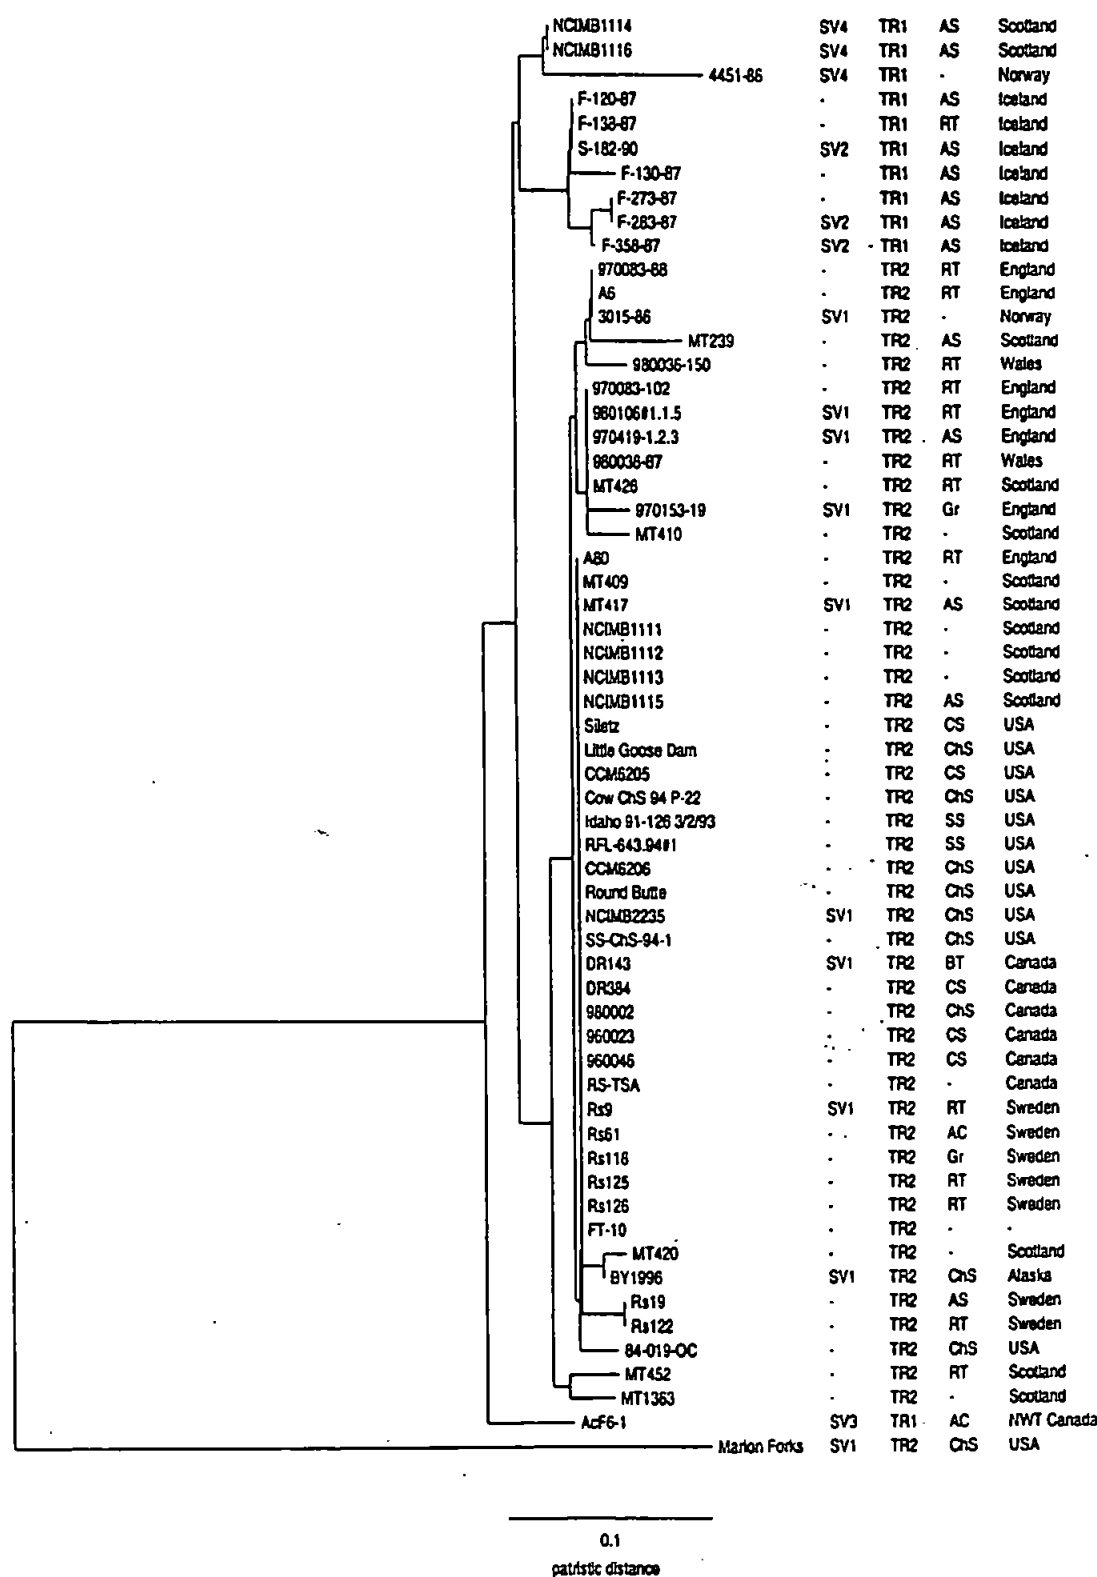 NCIMB1114 SV4 TR1 AS Scotland
NCIMB1116 SV4 TR1 AS Scotland
4451-86 SV4 TR1 - Norway
F-120-87 - TR1 AS Iceland
F-138-87 - TR1 RT Iceland
S-182-90 SV2 TR1 AS Iceland
F-130-87 - TR1 AS Iceland
F-273-87 - TR1 AS Iceland
F-283-87 SV2 TR1 AS Iceland
F-358-87 SV2 TR1 AS Iceland
970083-88 - TR2 RT England
A6 - TR2 RT England
3015-86 SV1 TR2 - Norway
MT239 - TR2 AS Scotland
980036-150 - TR2 RT Wales
970083-102 - TR2 RT England
960106#1.1.5 SV1 TR2 RT England
970419-1.2.3 SV1 TR2 AS England
980036-87 - TR2 RT Wales
MT426 - TR2 RT Scotland
970153-19 SV1 TR2 Gr England
MT410 - TR2 - Scotland
A80 - TR2 RT England
MT409 - TR2 - Scotland
MT417 SV1 TR2 AS Scotland
NCIMB1111 - TR2 - Scotland
NCIMB1112 - TR2 - Scotland
NCIMB1113 - TR2 - Scotland
NCIMB1115 - TR2 AS Scotland
Siletz - TR2 CS USA
Little Goose Dam - TR2 ChS USA
CCM6205 - TR2 CS USA
Cow ChS 94 P-22 - TR2 ChS USA
Idaho 91-126 3/2/93 - TR2 SS USA
RFL-643.94#1 - TR2 SS USA
CCM6206 - TR2 ChS USA
Round Butte - TR2 ChS USA
NCIMB2235 SV1 TR2 ChS USA
SS-ChS-94-1 - TR2 ChS USA
DR143 SV1 TR2 BT Canada
DR384 - TR2 CS Canada
980002 - TR2 ChS Canada
960023 - TR2 CS Canada
960046 - TR2 CS Canada
RS-TSA - TR2 - Canada
Rs9 SV1 TR2 RT Sweden
Rs61 - TR2 AC Sweden
Rs118 - TR2 Gr Sweden
Rs125 - TR2 RT Sweden
Rs126 - TR2 RT Sweden
FT-10 - TR2 - -
MT420 - TR2 - Scotland
BY1996 SV1 TR2 ChS Alaska
Rs19 - TR2 AS Sweden
Rs122 - TR2 RT Sweden
84-019-OC - TR2 ChS USA
MT452 - TR2 RT Scotland
MT1363 - TR2 - Scotland
AcF6-1 SV3 TR1 AC NWT Canada
Marion Forks SV1 TR2 ChS USA
0.1
patristic distance